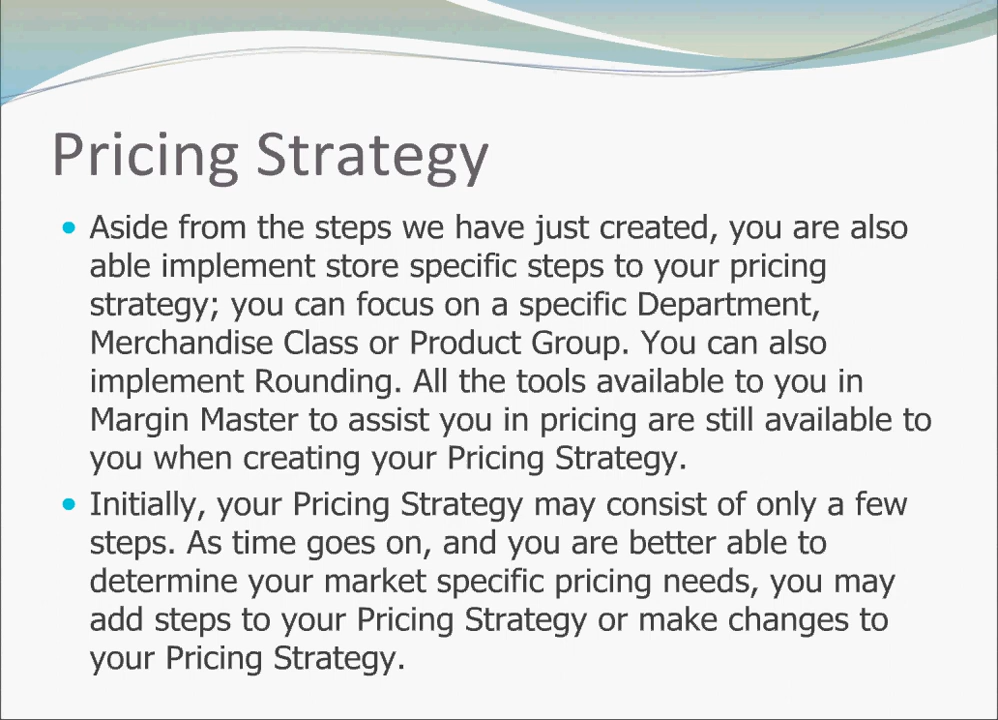 Pricing Strategy
Aside from the steps we have just created, you are also
able implement store specific steps to your pricing
strategy; you can focus on a specific Department,
Merchandise Class or Product Group. You can also
implement Rounding. All the tools available to you in
Margin Master to assist you in pricing are still available to
you when creating your Pricing Strategy.
Initially, your Pricing Strategy may consist of only a few
steps. As time goes on, and you are better able to
determine your market specific pricing needs, you may
add steps to your Pricing Strategy or make changes to
your Pricing Strategy.